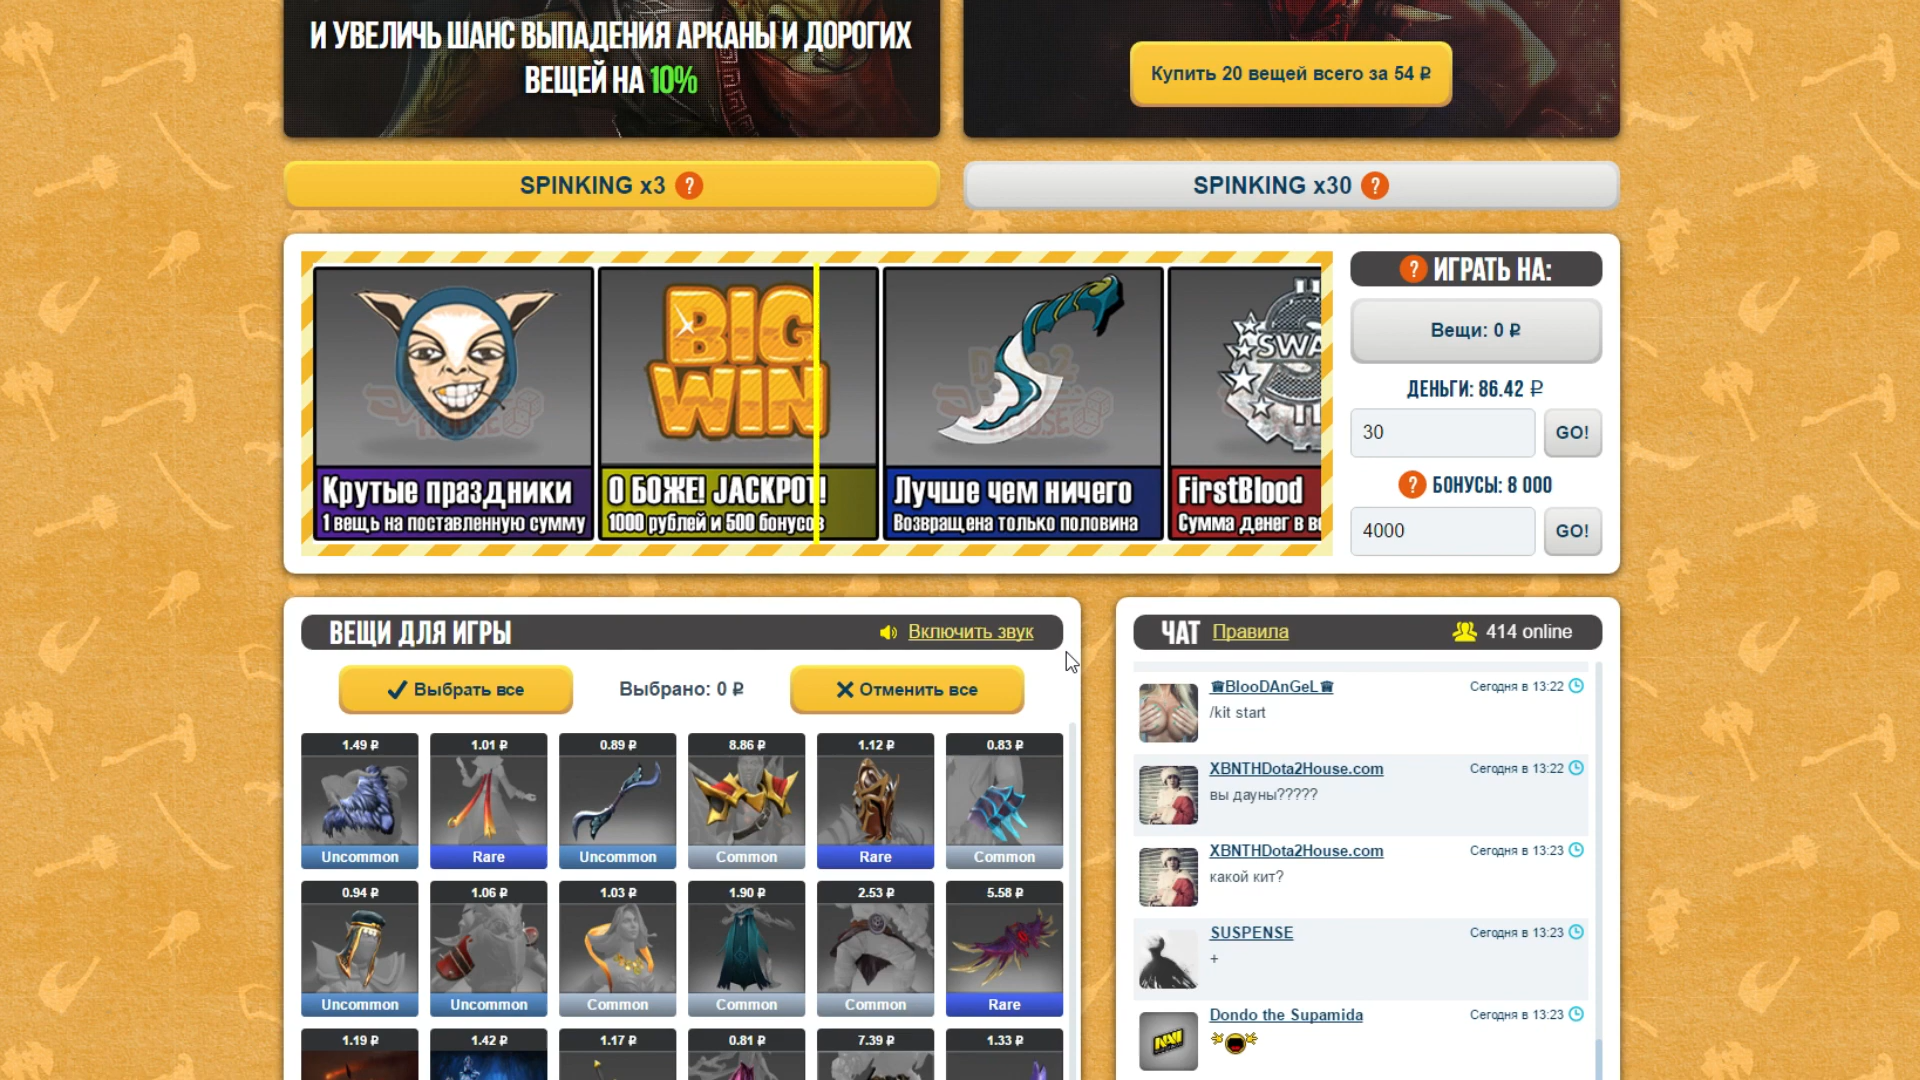 И УВЕЛИЧЬ ШАНС ВЫПАДЕНИЯ АРКАНЫ И ДОРОГИХ
ВЕЩЕЙ НА 10%
Купить 20 вещей всего за 54 ₽
SPINKING x3 ?
SPINKING x30 ?
BIG
WIN
SWA
Крутые праздники
1 вещь на поставленную сумму
О БОЖЕ! JACKPOT!
1000 рублей и 500 бонусов
Лучше чем ничего
Возвращена только половина
FirstBlood
Сумма денег в
? ИГРАТЬ НА:
Вещи: 0 ₽
ДЕНЬГИ: 86.42 ₽
30
GO!
? БОНУСЫ: 8 000
4000
GO!
ВЕЩИ ДЛЯ ИГРЫ
Включить звук
Выбрать все
Выбрано: 0 ₽
Отменить все
1.49 ₽ 1.01 ₽ 0.89 ₽ 8.86 ₽ 1.12 ₽ 0.83 ₽
Uncommon Rare Uncommon Common Rare Common
0.94 ₽ 1.06 ₽ 1.03 ₽ 1.90 ₽ 2.53 ₽ 5.58 ₽
Uncommon Uncommon Common Common Common Rare
1.19 ₽ 1.42 ₽ 1.17 ₽ 0.81 ₽ 7.39 ₽ 1.33 ₽
ЧАТ Правила 414 online
♛BlooDAnGeL♛ Сегодня в 13:22
/kit start
XBNTHDota2House.com Сегодня в 13:22
вы дауны?????
XBNTHDota2House.com Сегодня в 13:23
какой кит?
SUSPENSE Сегодня в 13:23
+
Dondo the Supamida Сегодня в 13:23